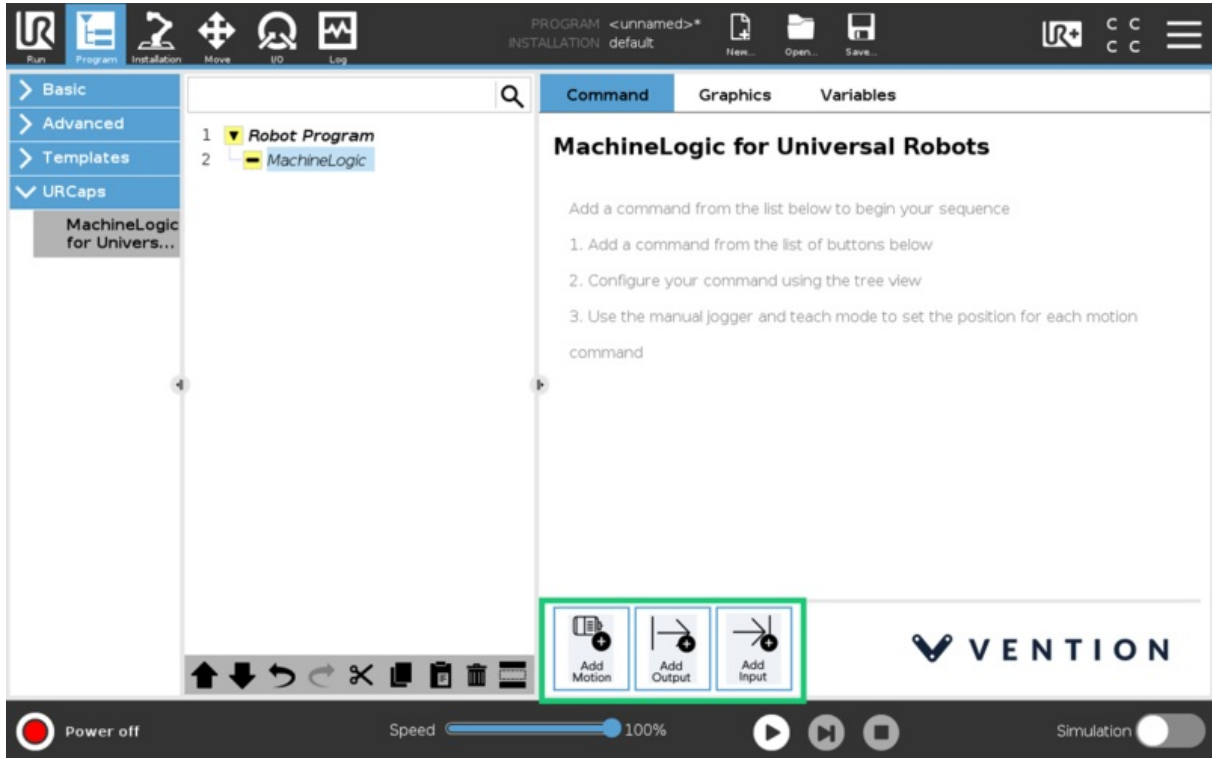 PROGRAM <unnamed>*
INSTALLATION default
UR
Run
Program
Installation
Move
I/O
Log
New...
Open...
Save...
UR+
C C
C C
Basic
Advanced
Templates
URCaps
MachineLogic
for Univers...
1 Robot Program
2 MachineLogic
Command Graphics Variables
MachineLogic for Universal Robots
Add a command from the list below to begin your sequence
1. Add a command from the list of buttons below
2. Configure your command using the tree view
3. Use the manual jogger and teach mode to set the position for each motion
command
Add
Motion
Add
Output
Add
Input
VENTION
Power off
Speed 100%
Simulation